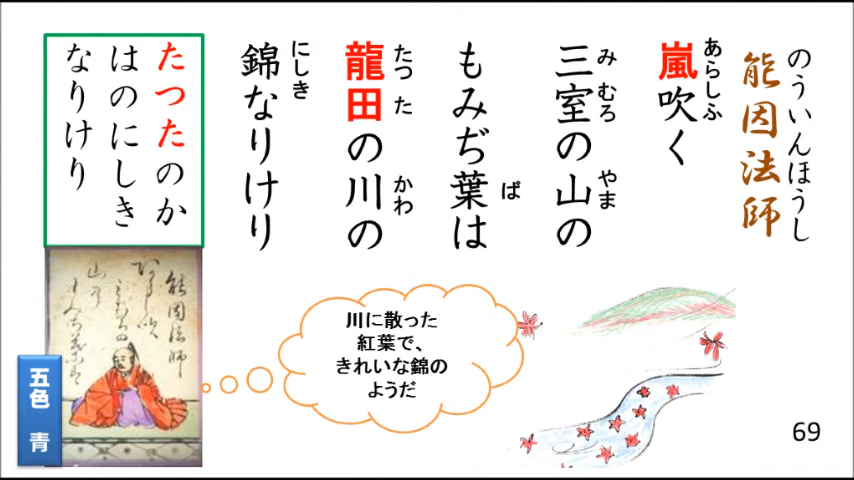 のういんほうし
能因法師
あらしふ
嵐吹く
み むろ やま
三室の山の
ば
もみぢ葉は
たつ た かわ
龍田の川の
にしき
錦なりけり
たつたのか
はのにしき
なりけり
川に散った
紅葉で、
きれいな錦の
ようだ
能因法師
五色 青
69